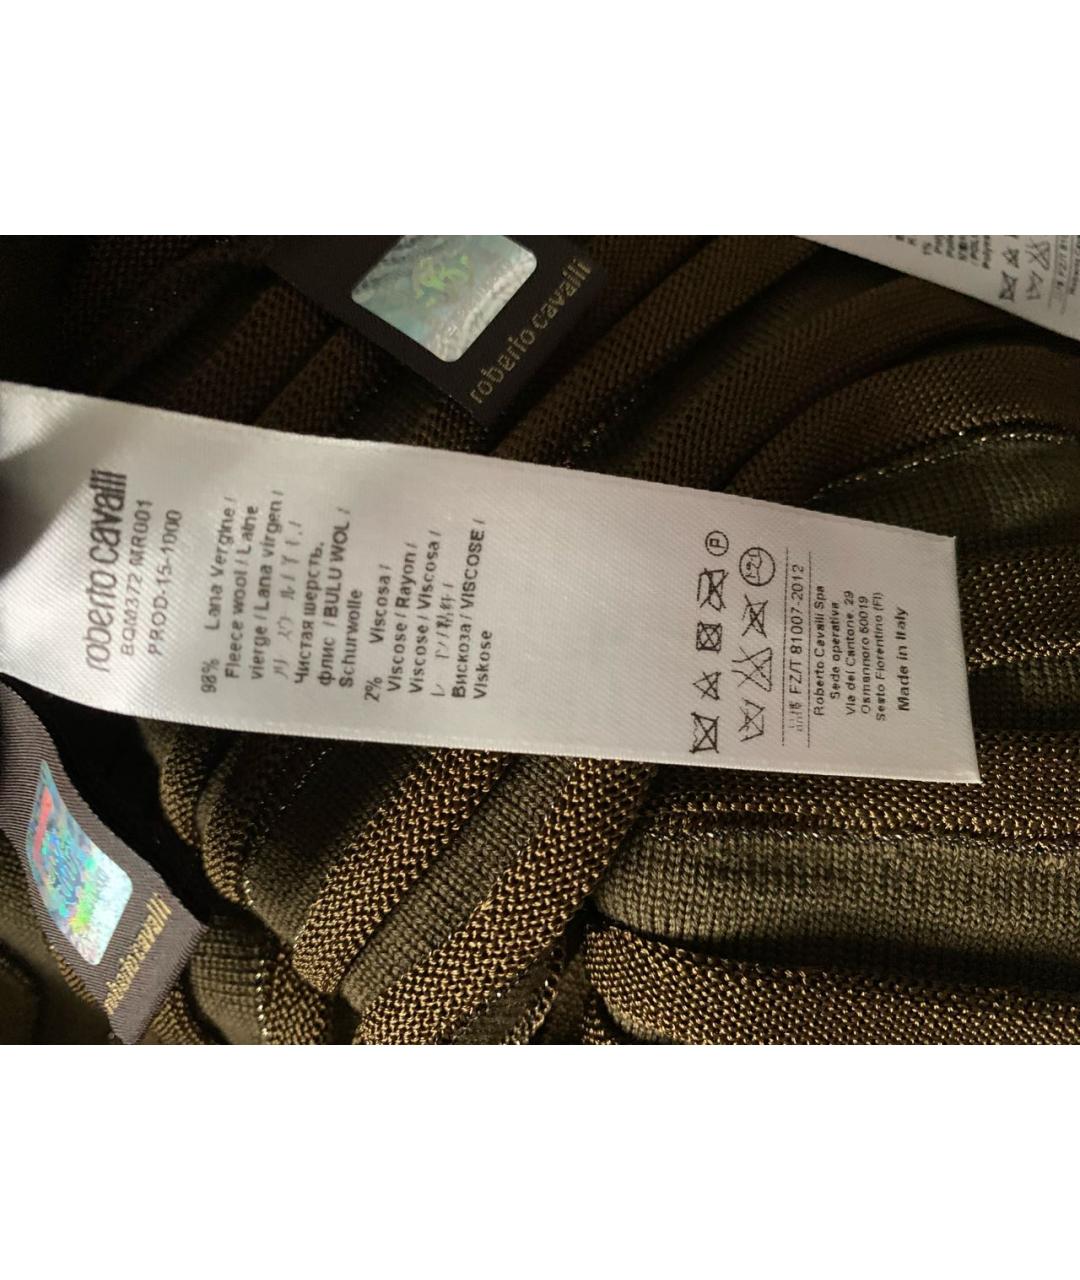 roberto cavalli
BQM372 MR001
PROD-15-1000
98% Lana Vergine /
Fleece wool / Laine
vierge / Lana virgen /
Чистая шерсть,
флис / BULU WOL /
Schurwolle
2% Viscosa /
Viscose / Rayon /
Viscose / Viscosa /
Вискоза / VISCOSE /
Viskose
P
FZ/T 81007-2012
Roberto Cavalli Spa
Sede operativa
Via del Cantone, 29
Osmannoro 50019
Sesto Fiorentino (FI)
Made in Italy
roberto cavalli
roberto cavalli